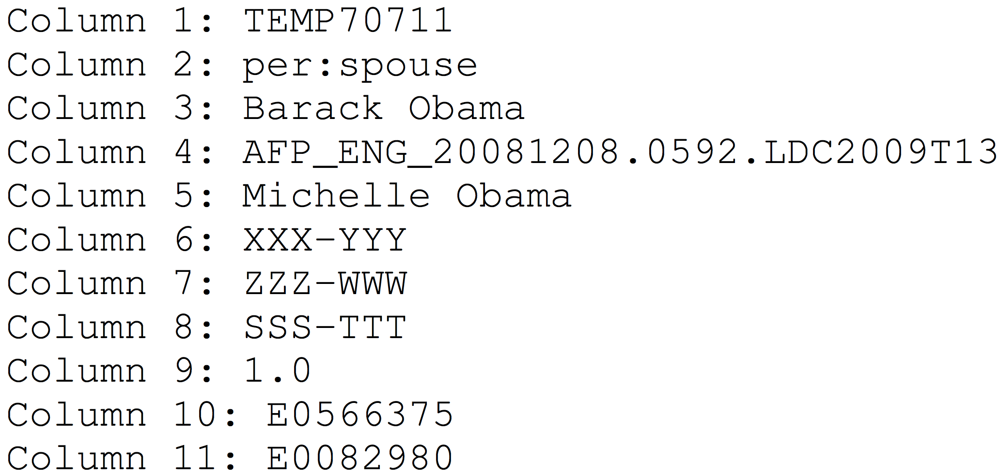 Column 1: TEMP70711
Column 2: per:spouse
Column 3: Barack Obama
Column 4: AFP_ENG_20081208.0592.LDC2009T13
Column 5: Michelle Obama
Column 6: XXX-YYY
Column 7: ZZZ-WWW
Column 8: SSS-TTT
Column 9: 1.0
Column 10: E0566375
Column 11: E0082980